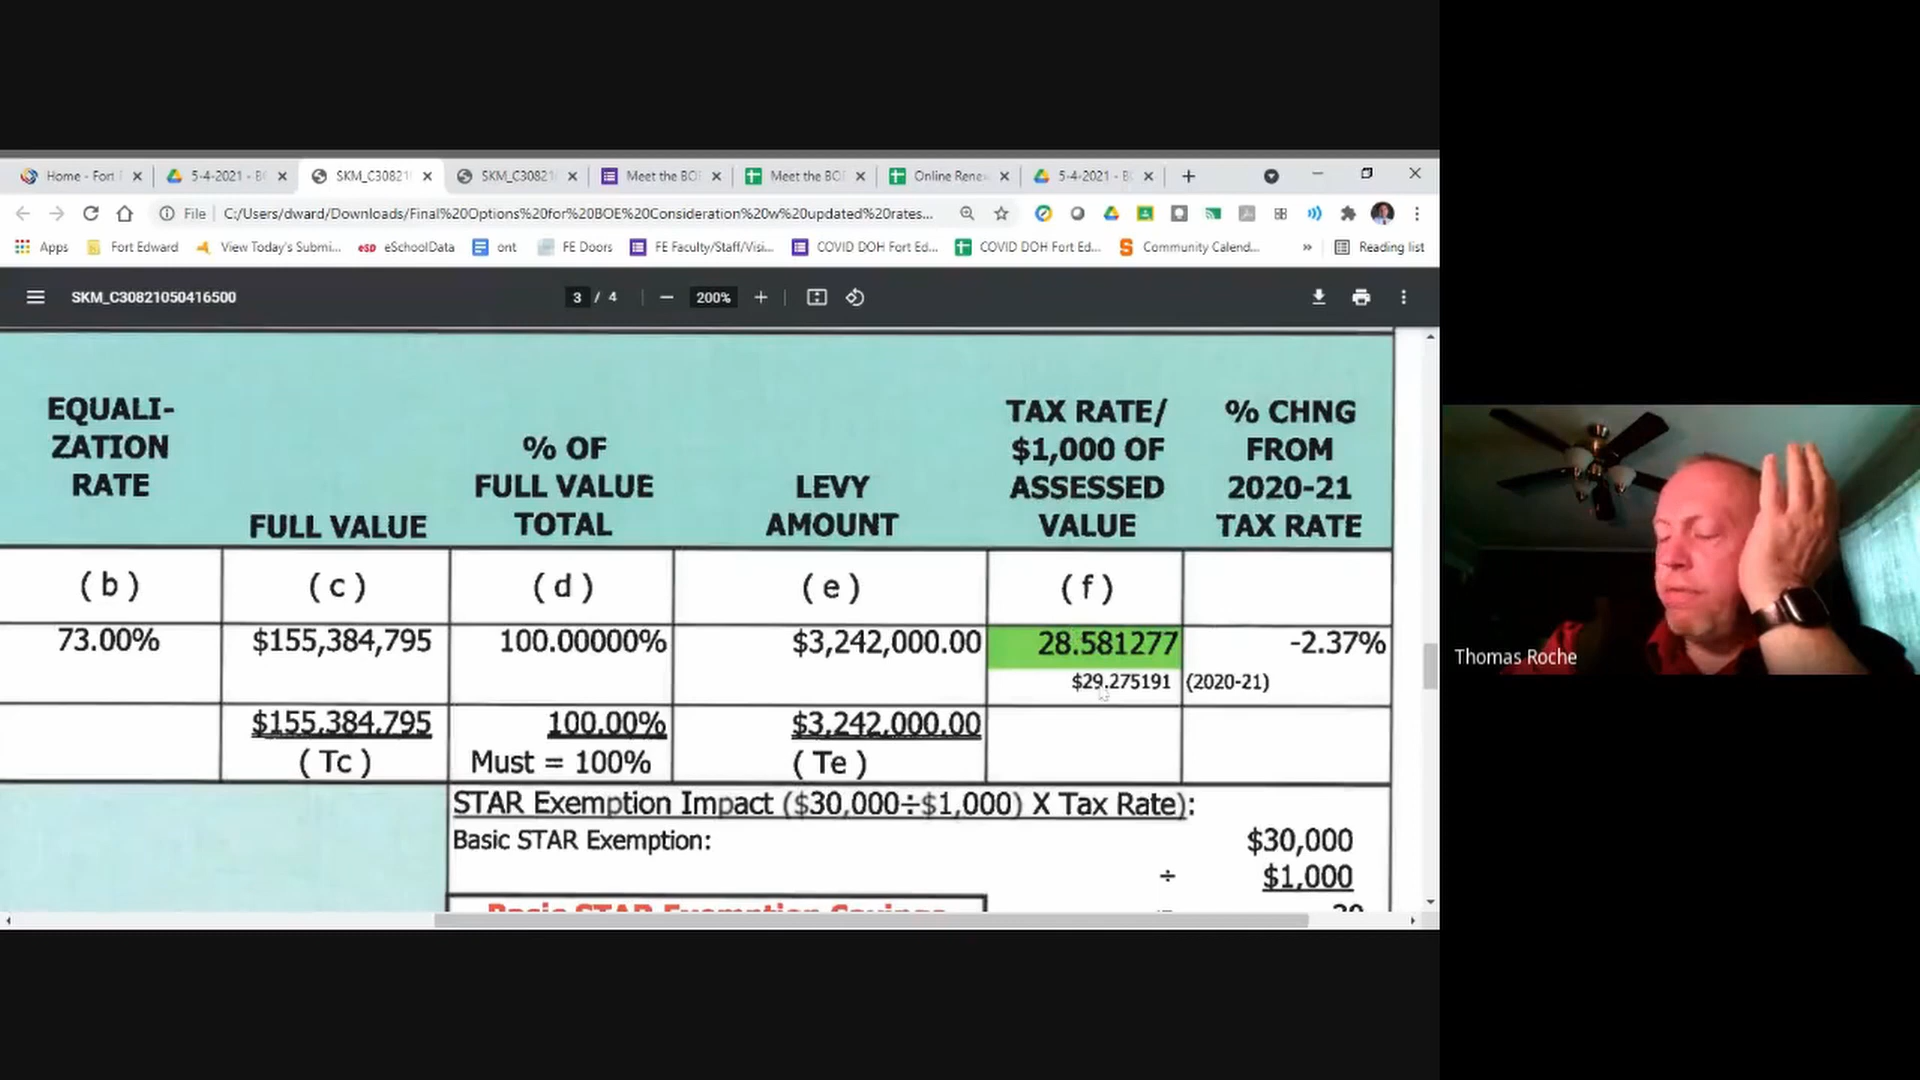 Home - Fort
5-4-2021 -
SKM_C30821
SKM_C30821
Meet the BO
Meet the BO
Online Rene
5-4-2021 -
File
C:/Users/dward/Downloads/Final%20Options%20for%20BOE%20Consideration%20w%20updated%20rates...
Apps
Fort Edward
View Today's Submi...
esD eSchoolData
ont
FE Doors
FE Faculty/Staff/Visi...
COVID DOH Fort Ed...
COVID DOH Fort Ed...
Community Calend...
»
Reading list
SKM_C30821050416500
3 / 4
200%
EQUALI-
ZATION
RATE
FULL VALUE
% OF
FULL VALUE
TOTAL
LEVY
AMOUNT
TAX RATE/
$1,000 OF
ASSESSED
VALUE
% CHNG
FROM
2020-21
TAX RATE
( b ) ( c ) ( d ) ( e ) ( f )
73.00% $155,384,795 100.00000% $3,242,000.00 28.581277 -2.37%
$29.275191 (2020-21)
$155,384,795 100.00% $3,242,000.00
( Tc ) Must = 100% ( Te )
STAR Exemption Impact ($30,000÷$1,000) X Tax Rate):
Basic STAR Exemption: $30,000
÷ $1,000
Thomas Roche